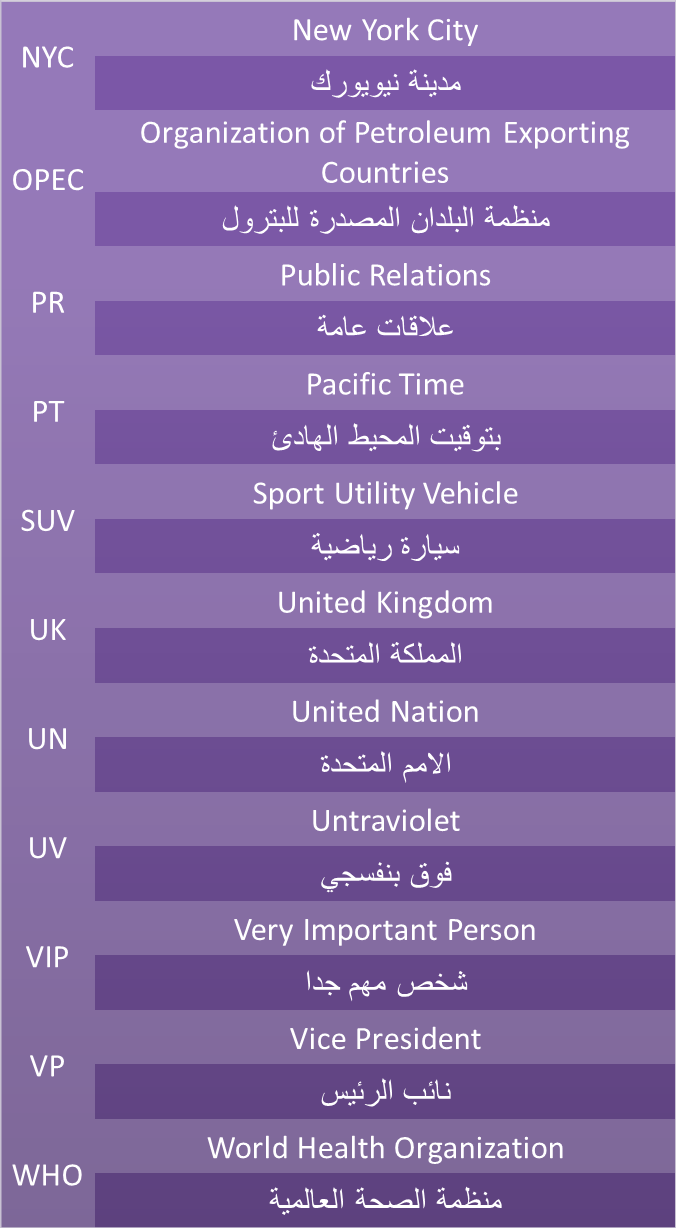 NYC
New York City
مدينة نيويورك
OPEC
Organization of Petroleum Exporting
Countries
منظمة البلدان المصدرة للبترول
PR
Public Relations
علاقات عامة
PT
Pacific Time
بتوقيت المحيط الهادئ
SUV
Sport Utility Vehicle
سيارة رياضية
UK
United Kingdom
المملكة المتحدة
UN
United Nation
الامم المتحدة
UV
Untraviolet
فوق بنفسجي
VIP
Very Important Person
شخص مهم جدا
VP
Vice President
نائب الرئيس
WHO
World Health Organization
منظمة الصحة العالمية